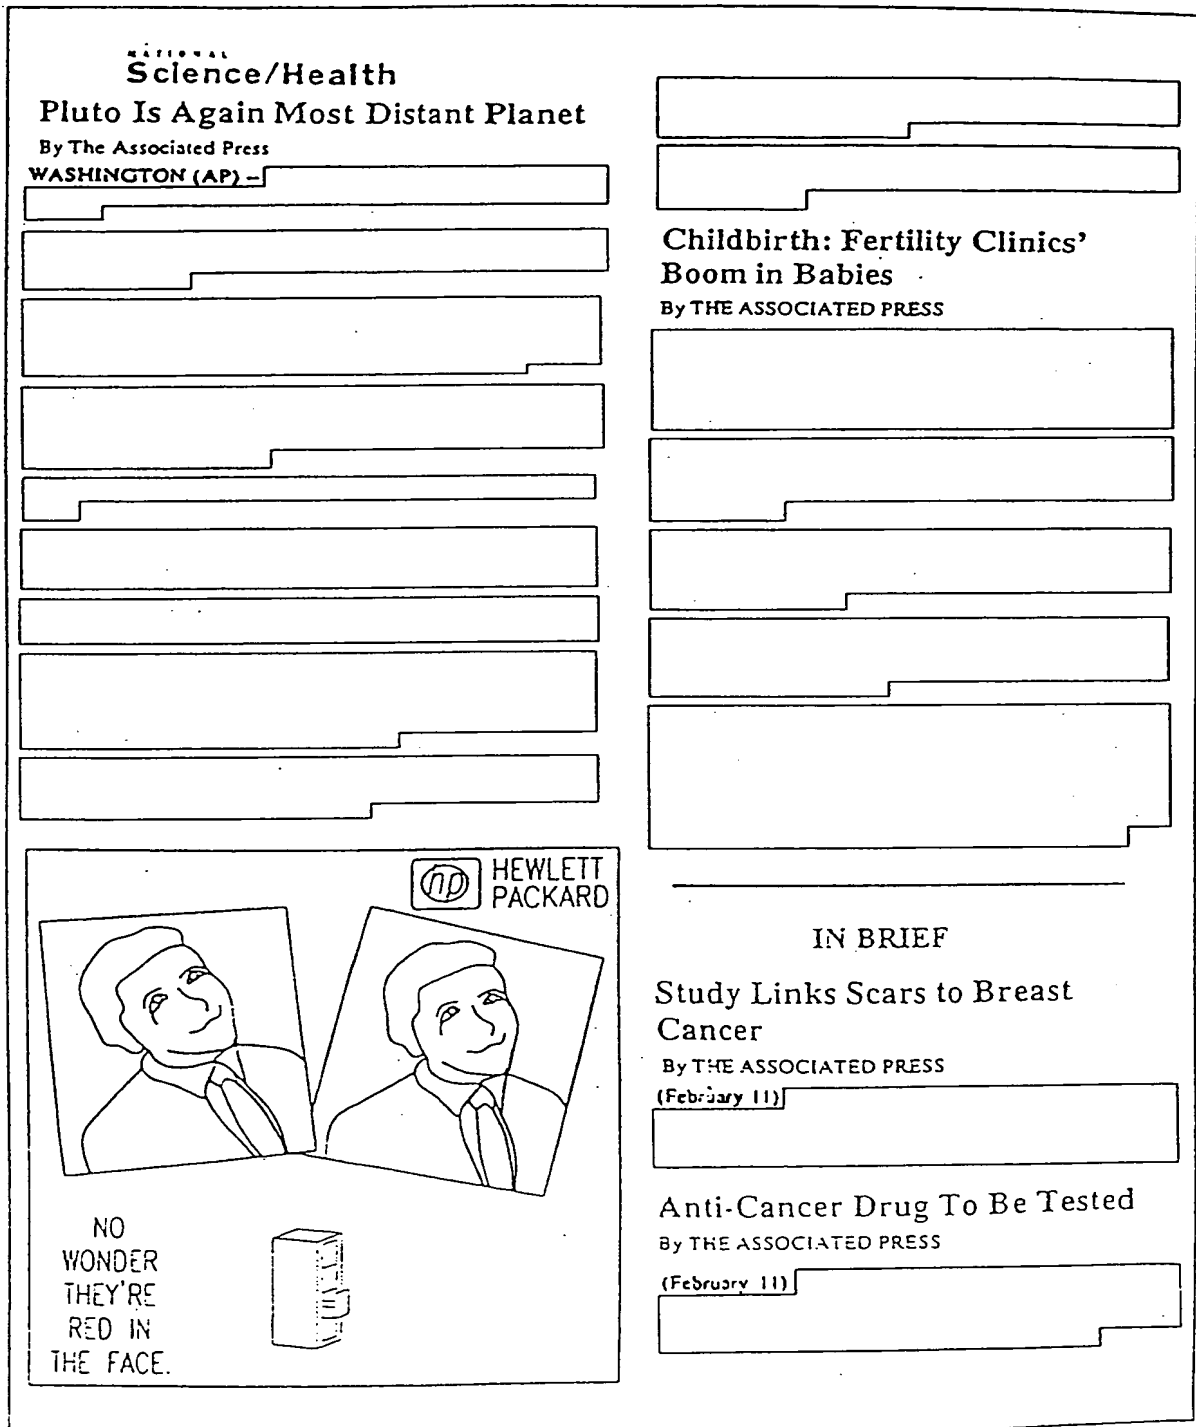 NATIONAL
Science/Health
Pluto Is Again Most Distant Planet
By The Associated Press
WASHINGTON (AP) –
Childbirth: Fertility Clinics'
Boom in Babies
By THE ASSOCIATED PRESS
hp HEWLETT
PACKARD
NO
WONDER
THEY'RE
RED IN
THE FACE.
IN BRIEF
Study Links Scars to Breast
Cancer
By THE ASSOCIATED PRESS
(February 11)
Anti-Cancer Drug To Be Tested
By THE ASSOCIATED PRESS
(February 11)